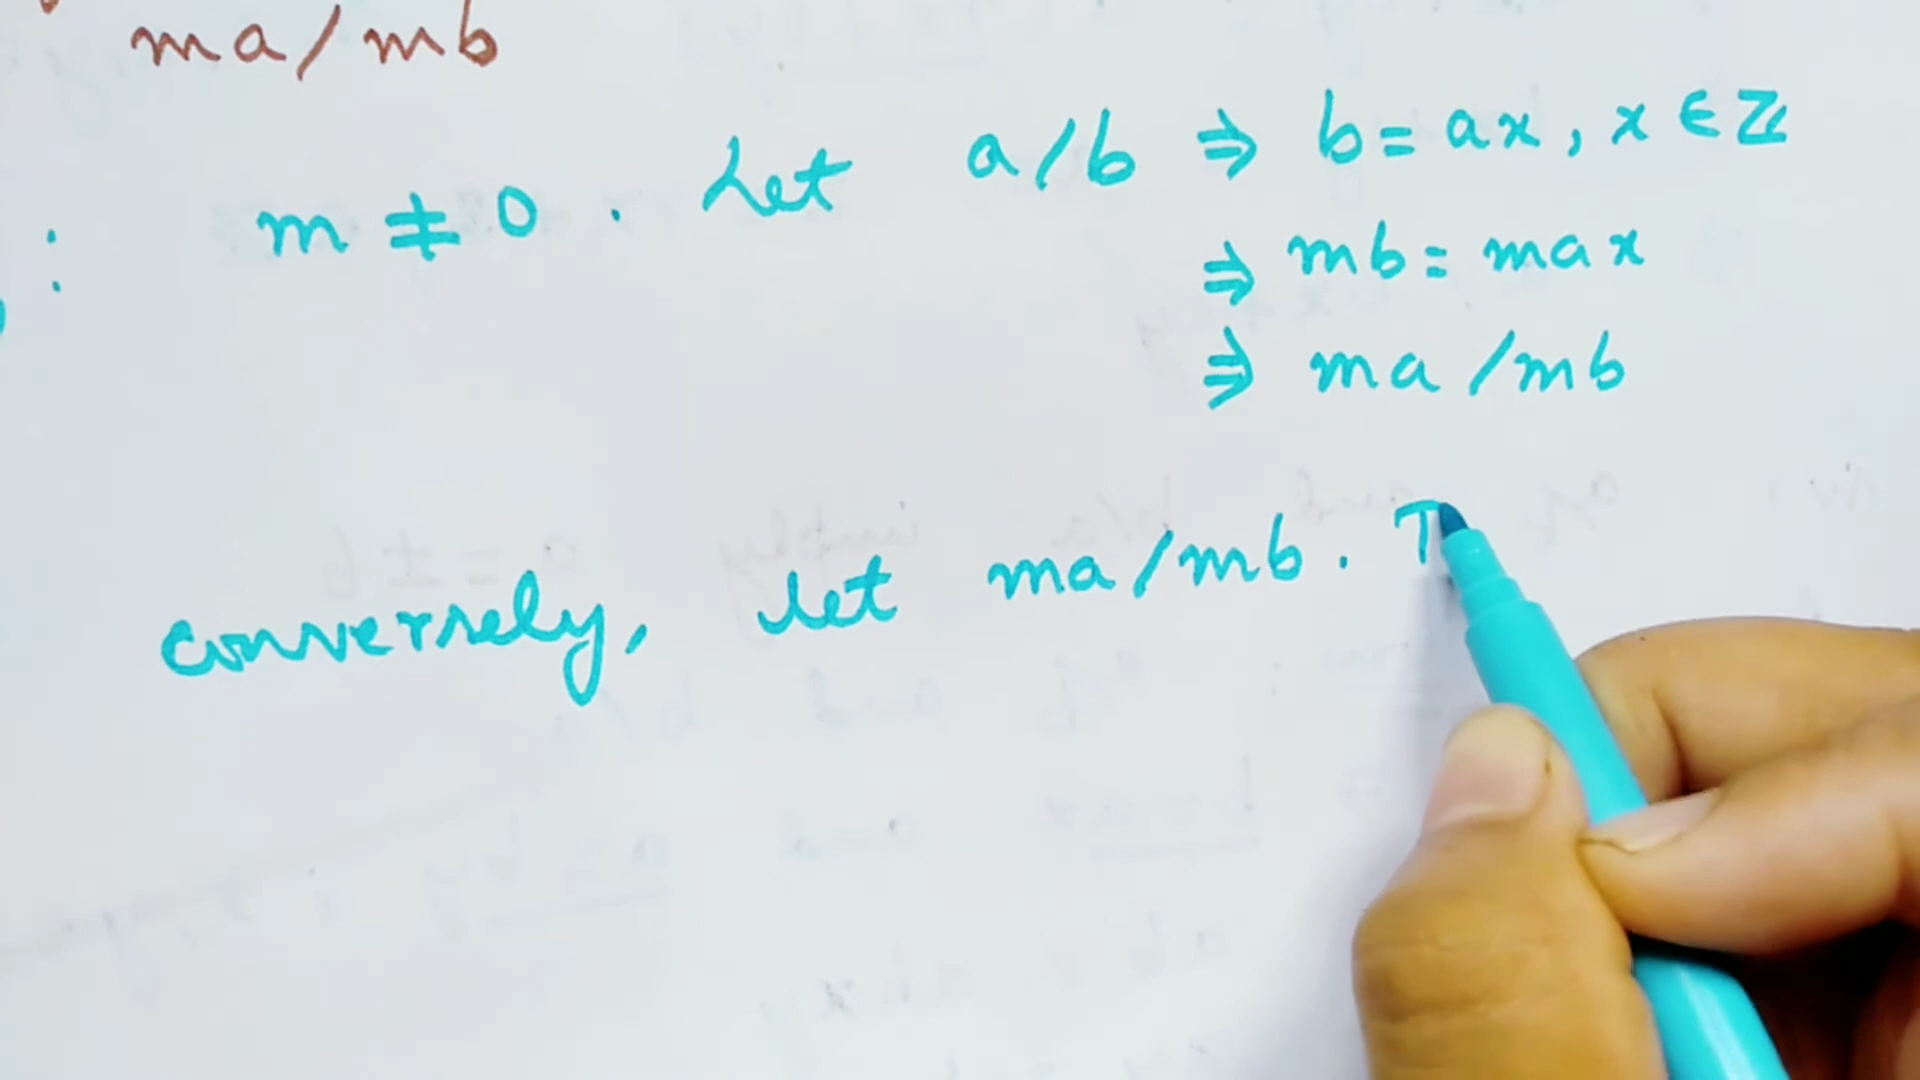 ma/mb
: m ≠ 0. Let a/b ⇒ b = ax, x ∈ ℤ
⇒ mb = max
⇒ ma/mb
conversely, let ma/mb. T